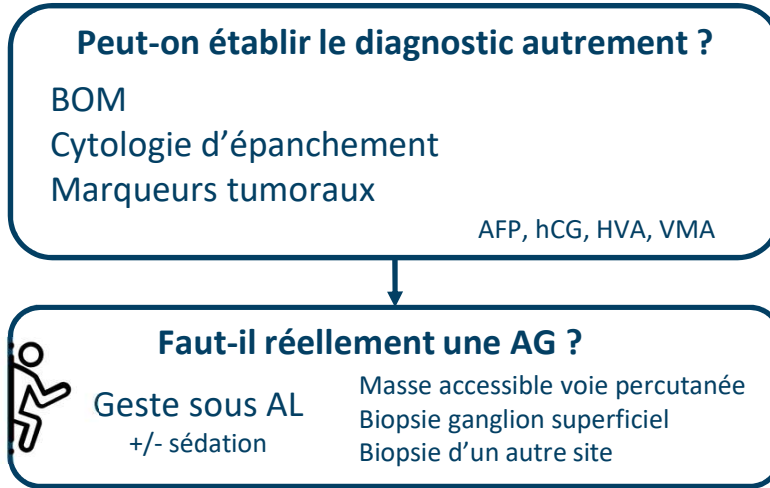 Peut-on établir le diagnostic autrement ?
BOM
Cytologie d’épanchement
Marqueurs tumoraux
AFP, hCG, HVA, VMA
Faut-il réellement une AG ?
Geste sous AL
+/- sédation
Masse accessible voie percutanée
Biopsie ganglion superficiel
Biopsie d’un autre site